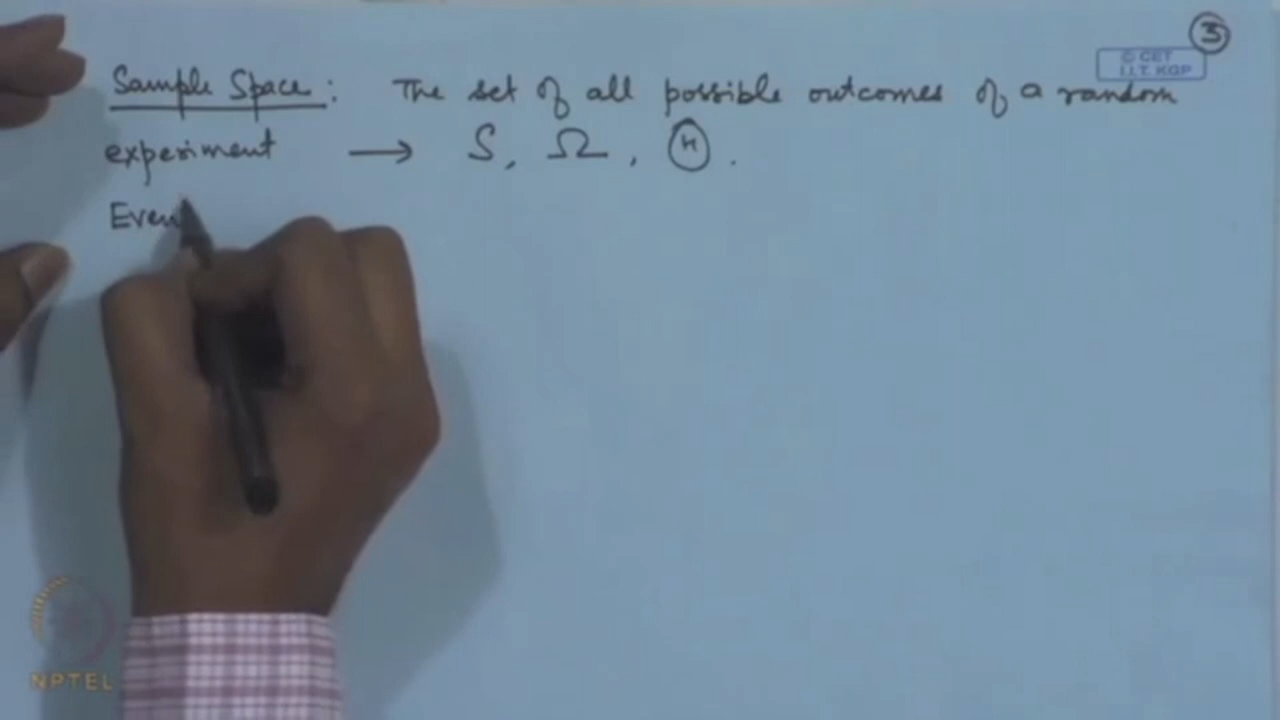 3
© CET
I.I.T. KGP
Sample Space : The set of all possible outcomes of a random
experiment → S, Ω, Ⓗ.
Even
NPTEL